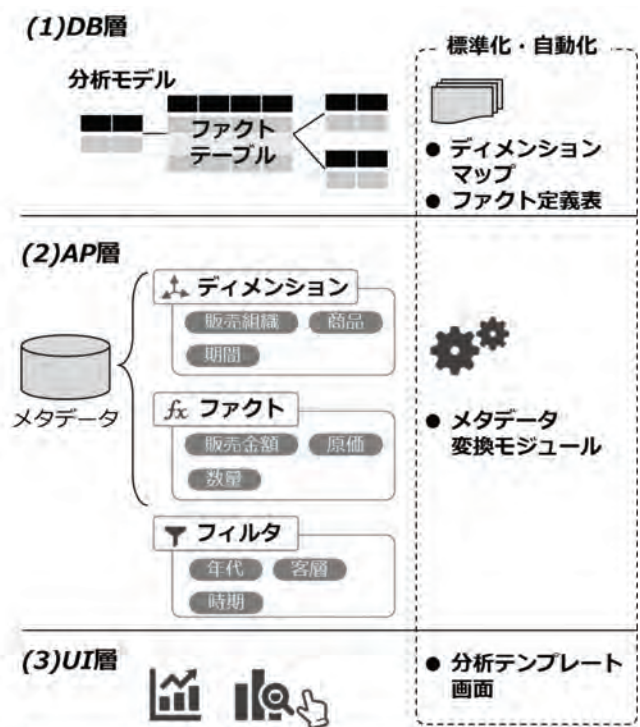 (1)DB層
分析モデル
ファクト
テーブル
標準化・自動化
● ディメンション
マップ
● ファクト定義表
(2)AP層
メタデータ
ディメンション
販売組織 商品
期間
fx ファクト
販売金額 原価
数量
フィルタ
年代 客層
時期
● メタデータ
変換モジュール
(3)UI層
● 分析テンプレート
画面